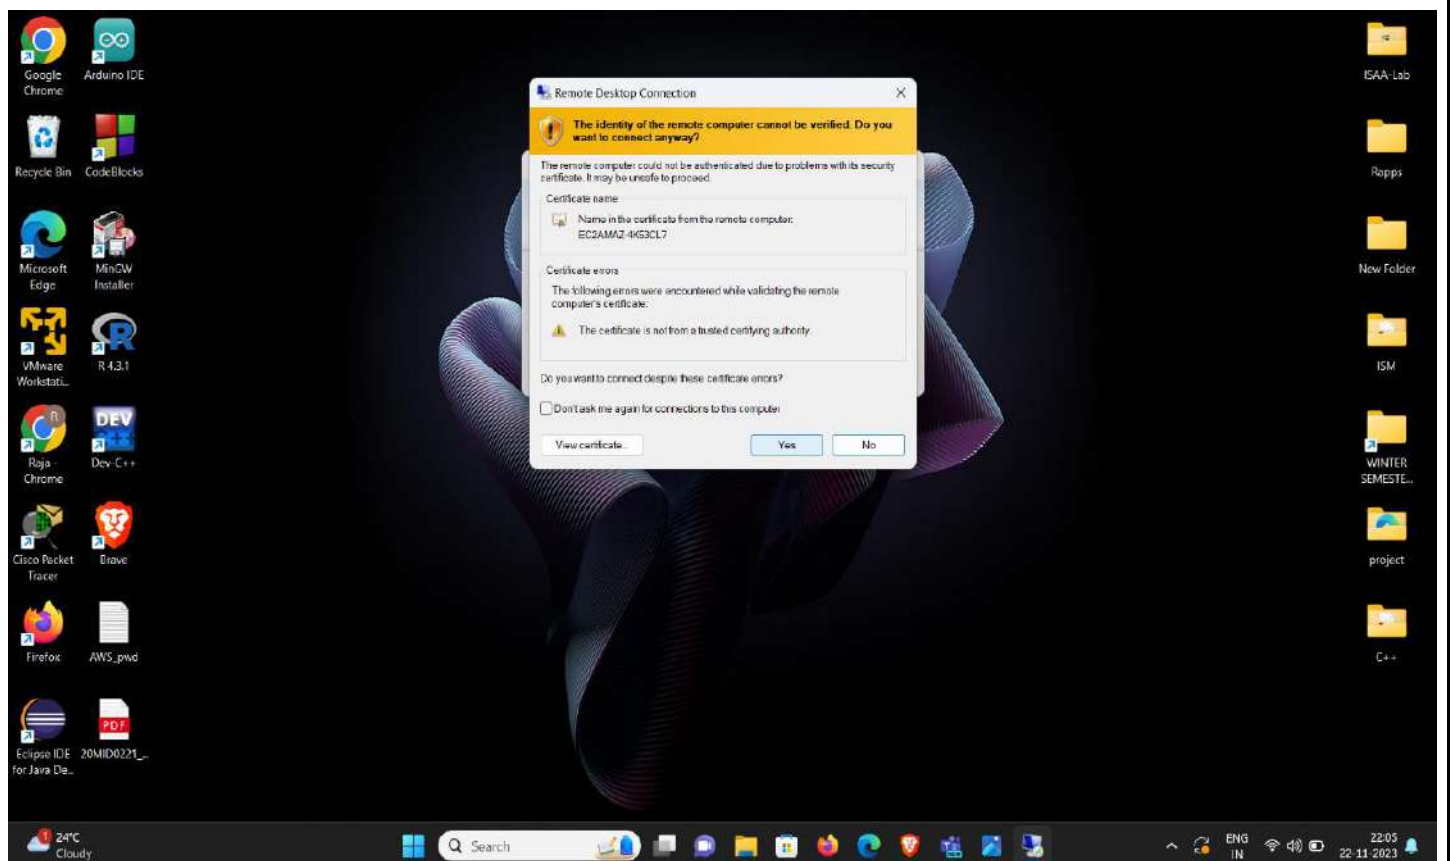 Google
Chrome
Arduino IDE
Recycle Bin
CodeBlocks
Microsoft
Edge
MinGW
Installer
VMware
Workstati...
R 4.3.1
R
Raja -
Chrome
DEV
C++
Dev-C++
Cisco Packet
Tracer
Brave
Firefox
AWS_pwd
Eclipse IDE
for Java De...
PDF
20MID0221_...
Remote Desktop Connection
The identity of the remote computer cannot be verified. Do you
want to connect anyway?
The remote computer could not be authenticated due to problems with its security
certificate. It may be unsafe to proceed.
Certificate name
Name in the certificate from the remote computer:
EC2AMAZ-4KS3CL7
Certificate errors
The following errors were encountered while validating the remote
computer's certificate:
The certificate is not from a trusted certifying authority.
Do you want to connect despite these certificate errors?
Don't ask me again for connections to this computer
View certificate...
Yes
No
ISAA-Lab
Rapps
New Folder
ISM
WINTER
SEMESTE...
project
C++
1
24°C
Cloudy
Search
ENG
IN
22:05
22-11-2023